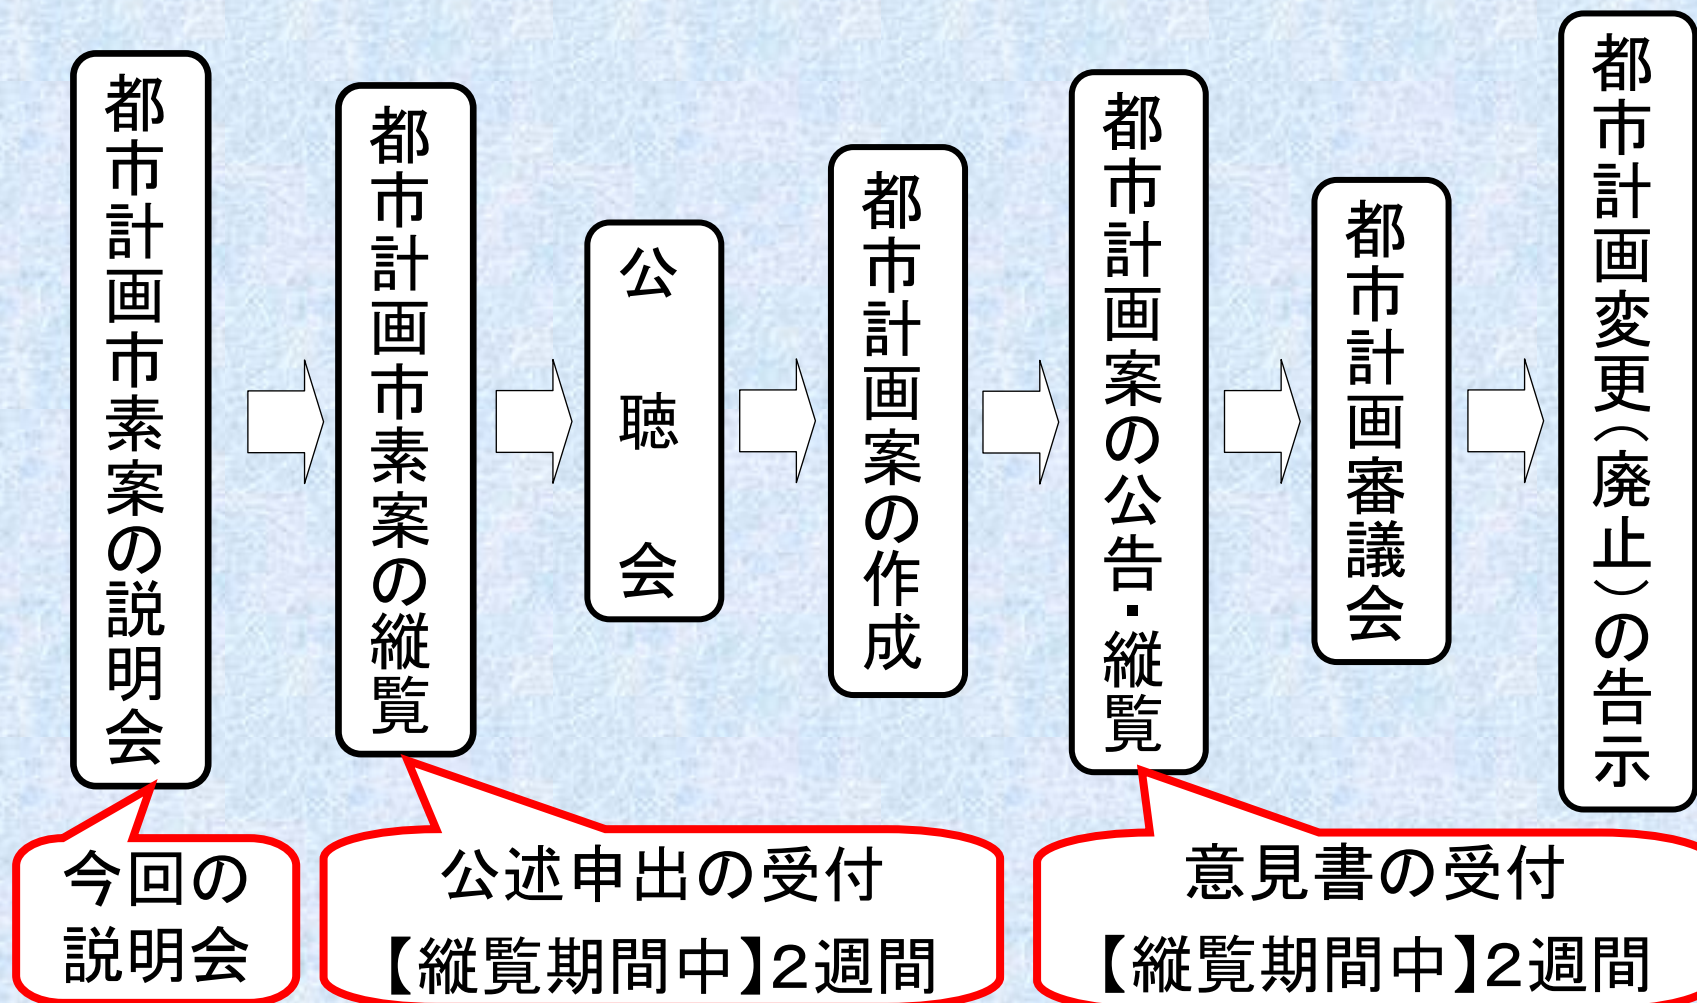 都市計画市素案の説明会
都市計画市素案の縦覧
公聴会
都市計画案の作成
都市計画案の公告・縦覧
都市計画審議会
都市計画変更（廃止）の告示
今回の
説明会
公述申出の受付
【縦覧期間中】２週間
意見書の受付
【縦覧期間中】２週間